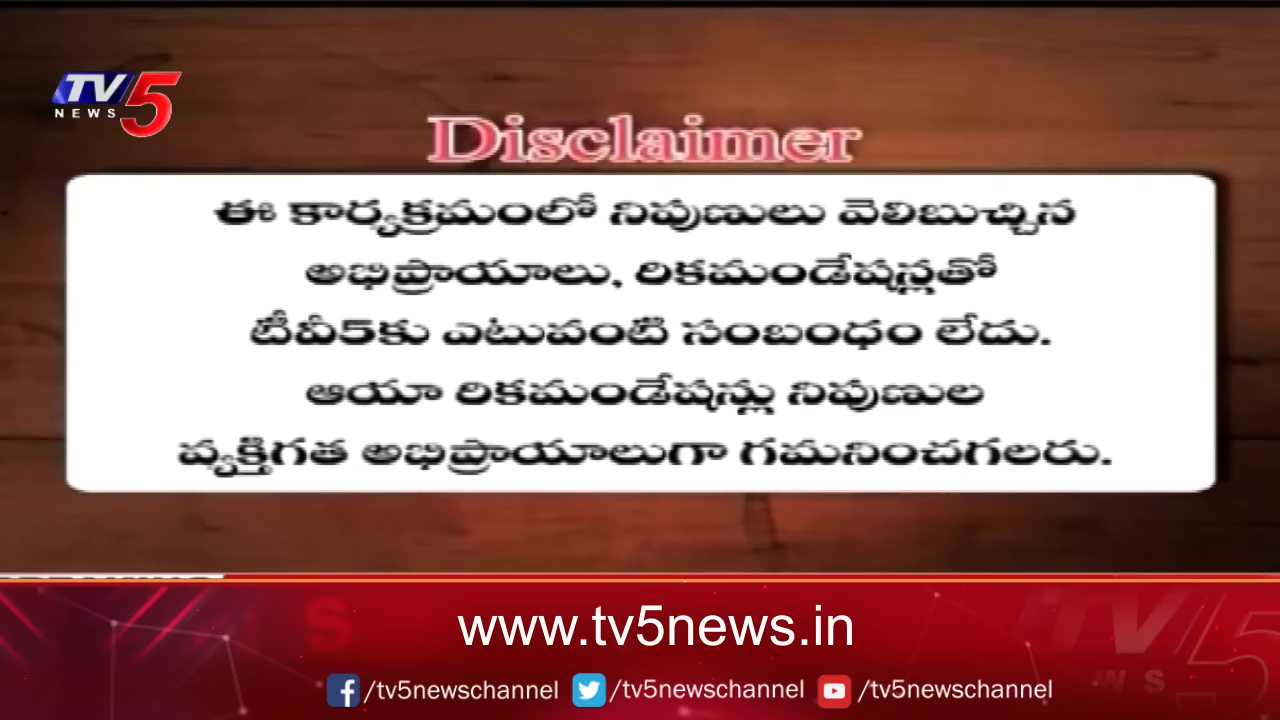 TV5
NEWS
Disclaimer
ఈ కార్యక్రమంలో నిపుణులు వెలిబుచ్చిన
అభిప్రాయాలు, రికమండేషన్లతో
టీవీ5కు ఎటువంటి సంబంధం లేదు.
ఆయా రికమండేషన్లు నిపుణుల
వ్యక్తిగత అభిప్రాయాలుగా గమనించగలరు.
www.tv5news.in
/tv5newschannel /tv5newschannel /tv5newschannel